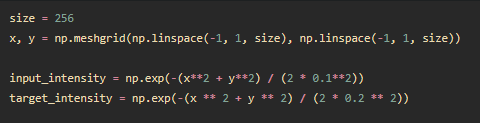 size = 256
x, y = np.meshgrid(np.linspace(-1, 1, size), np.linspace(-1, 1, size))
input_intensity = np.exp(-(x**2 + y**2) / (2 * 0.1**2))
target_intensity = np.exp(-(x ** 2 + y ** 2) / (2 * 0.2 ** 2))